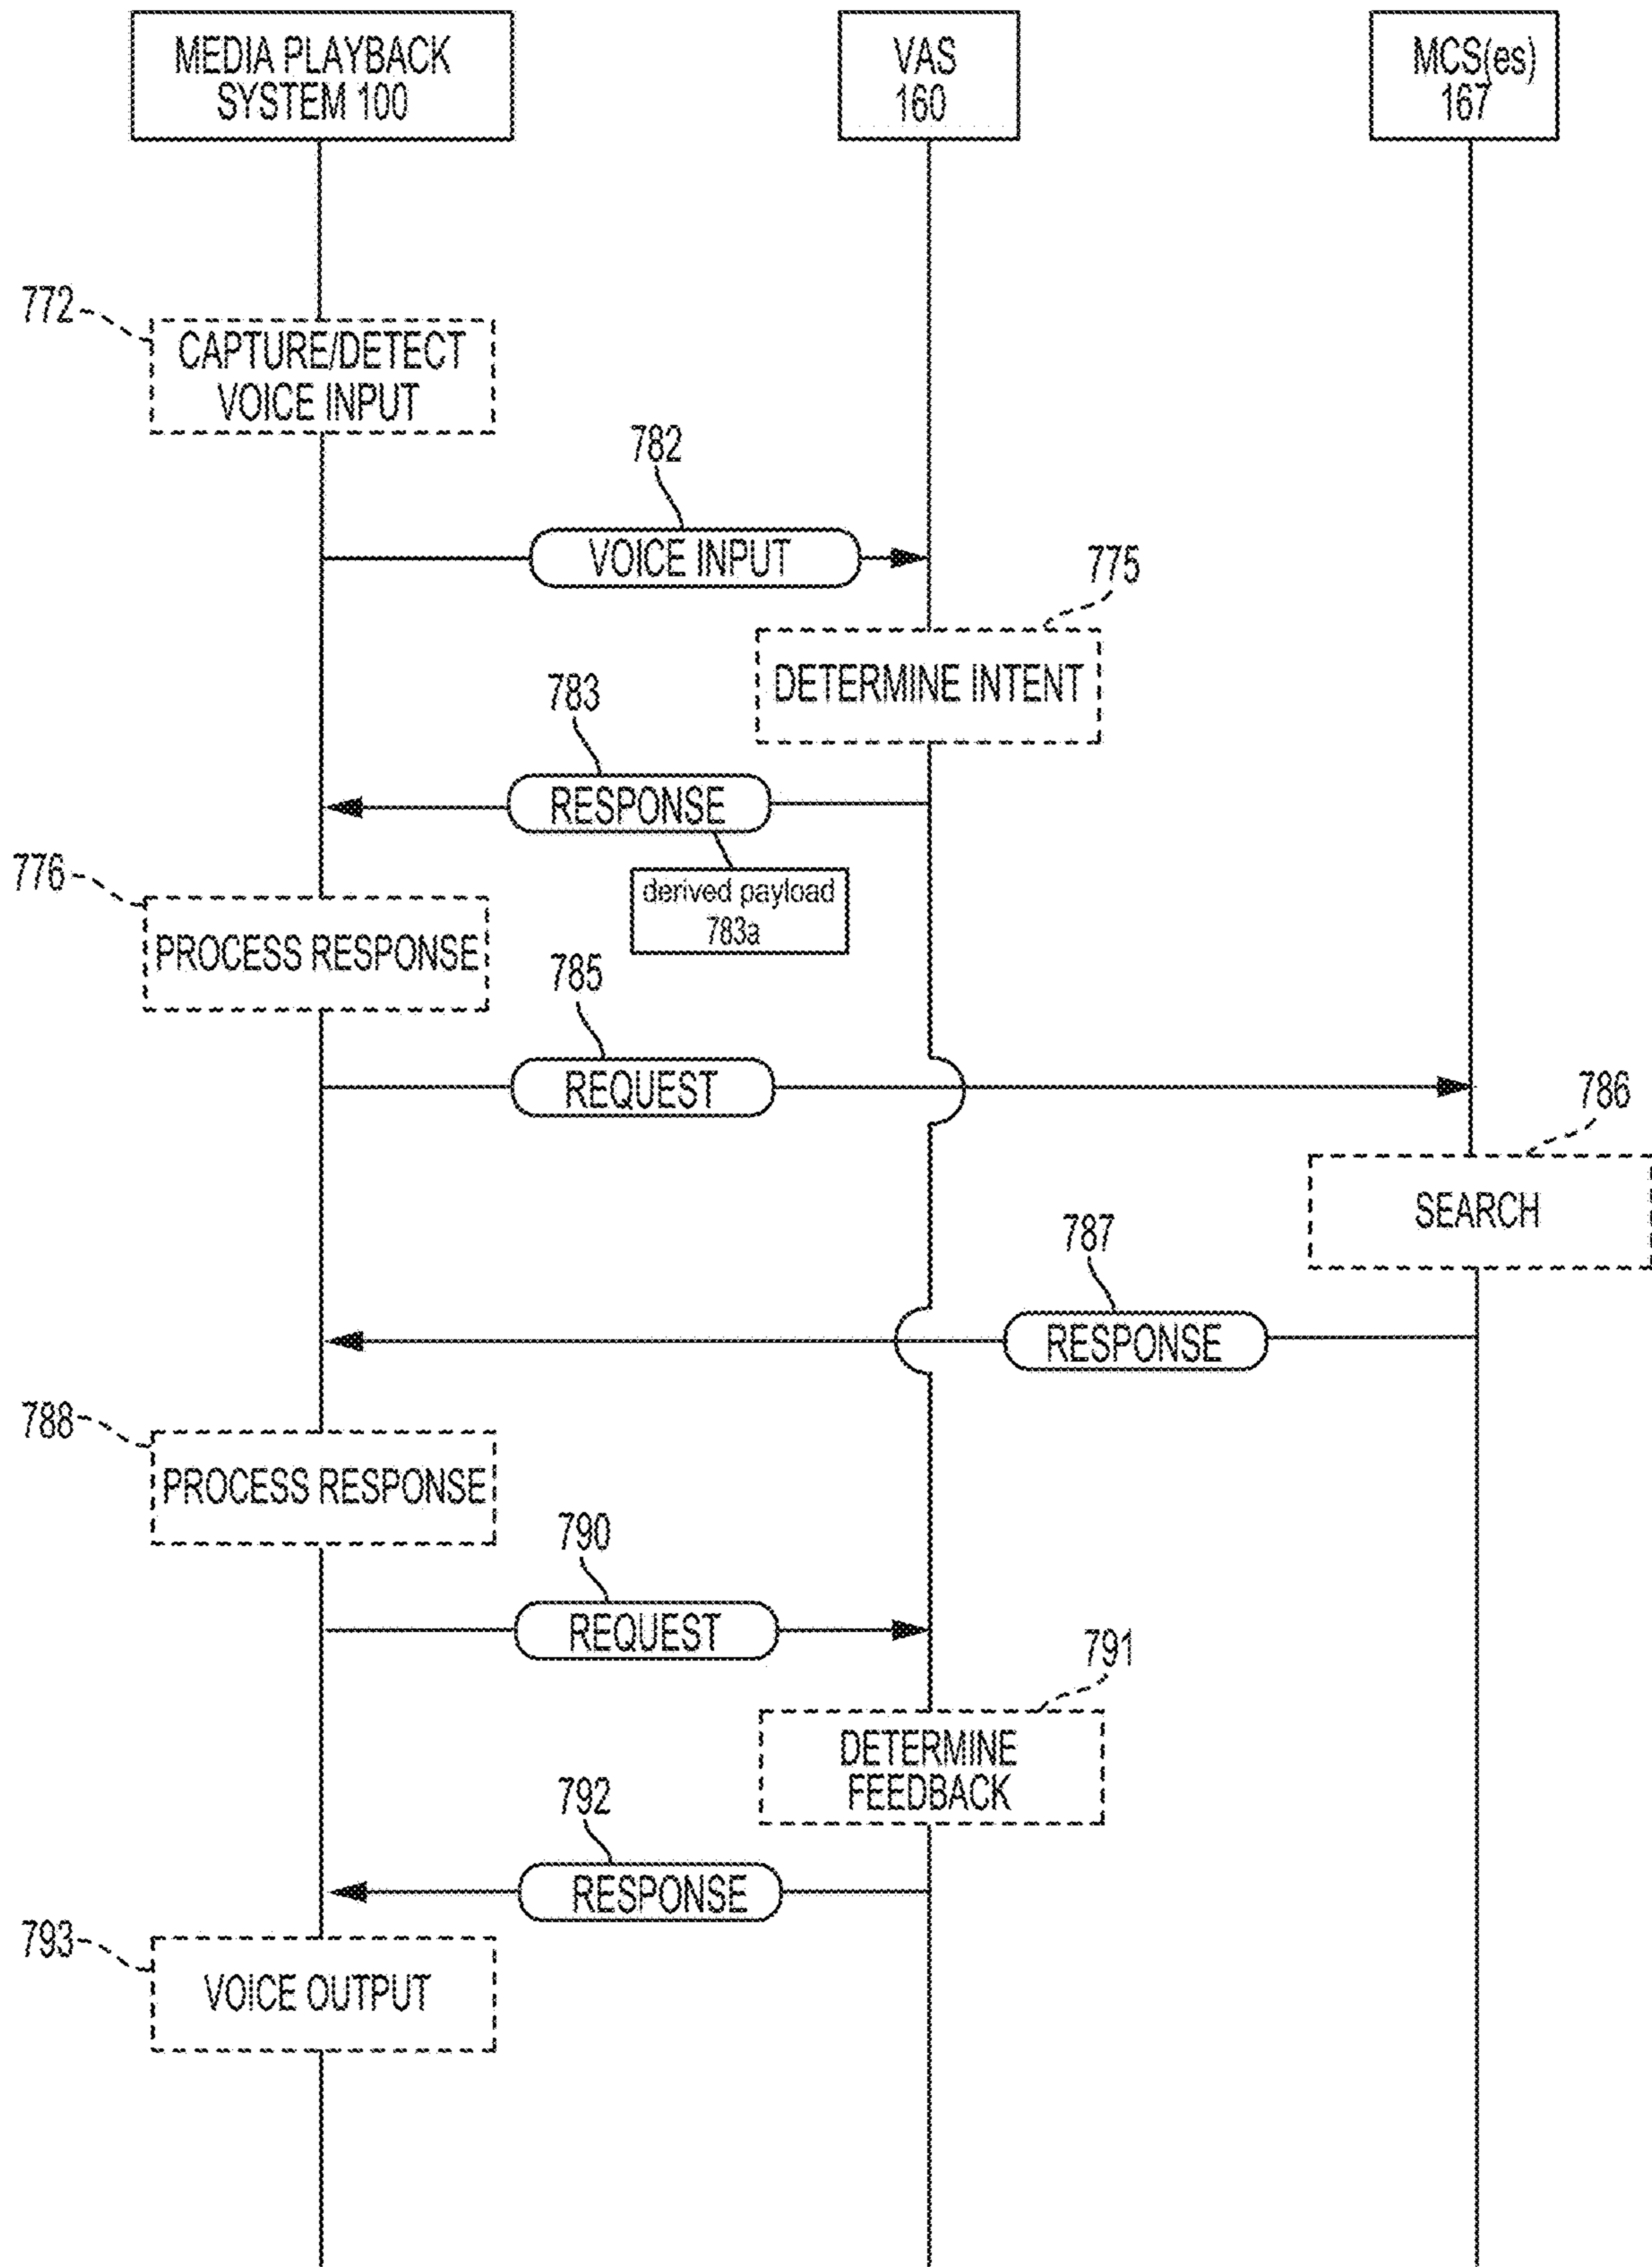 MEDIA PLAYBACK
SYSTEM 100
VAS
160
MCS(es)
167
772
CAPTURE/DETECT
VOICE INPUT
782
VOICE INPUT
775
DETERMINE INTENT
783
RESPONSE
derived payload
783a
776
PROCESS RESPONSE
785
REQUEST
786
SEARCH
787
RESPONSE
788
PROCESS RESPONSE
790
REQUEST
791
DETERMINE
FEEDBACK
792
RESPONSE
793
VOICE OUTPUT